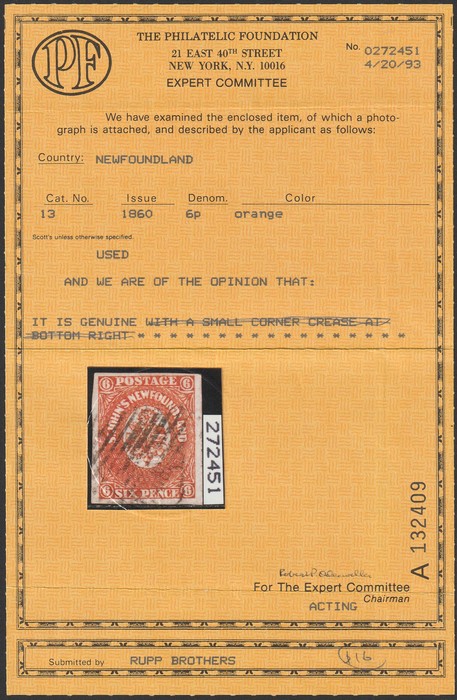 PF
THE PHILATELIC FOUNDATION
21 EAST 40TH STREET
NEW YORK, N.Y. 10016
EXPERT COMMITTEE
No. 0272451
4/20/93
We have examined the enclosed item, of which a photo-
graph is attached, and described by the applicant as follows:
Country: NEWFOUNDLAND
Cat. No. Issue Denom. Color
13 1860 6p orange
Scott's unless otherwise specified.
USED
AND WE ARE OF THE OPINION THAT:
IT IS GENUINE WITH A SMALL CORNER CREASE AT
BOTTOM RIGHT * * * * * * * * * * * * * * * * * *
6 POSTAGE 6
JOHN'S NEWFOUNDLAND
6 SIX PENCE 6
272451
A 132409
For The Expert Committee
Chairman
ACTING
Submitted by RUPP BROTHERS